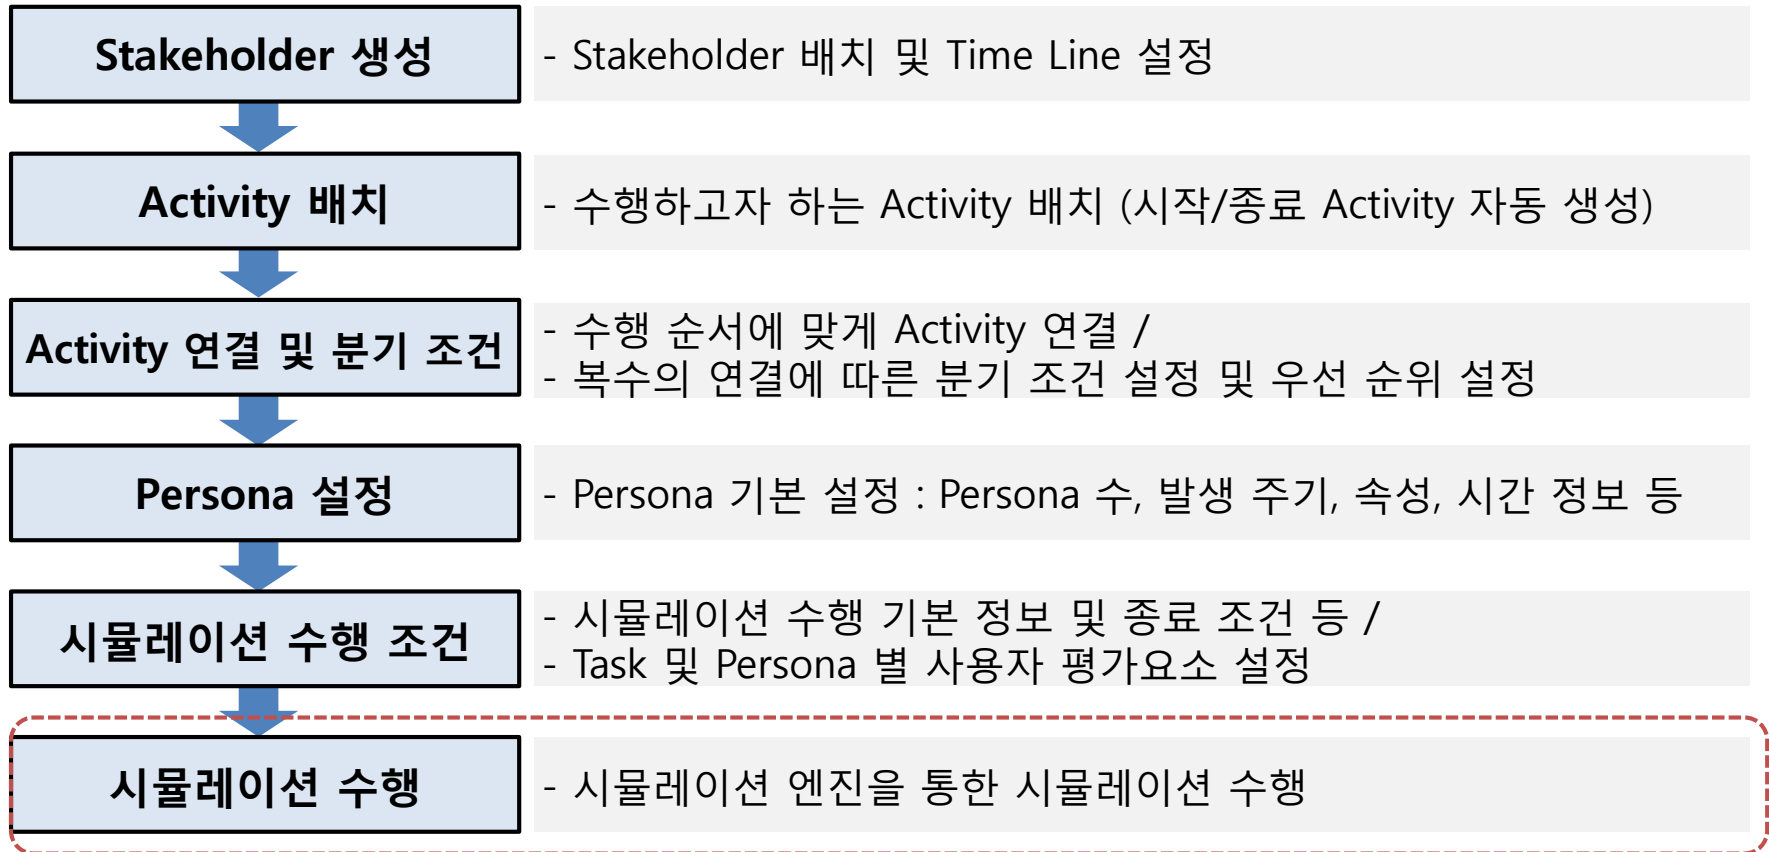 Stakeholder 생성
- Stakeholder 배치 및 Time Line 설정
Activity 배치
- 수행하고자 하는 Activity 배치 (시작/종료 Activity 자동 생성)
Activity 연결 및 분기 조건
- 수행 순서에 맞게 Activity 연결 /
- 복수의 연결에 따른 분기 조건 설정 및 우선 순위 설정
Persona 설정
- Persona 기본 설정 : Persona 수, 발생 주기, 속성, 시간 정보 등
시뮬레이션 수행 조건
- 시뮬레이션 수행 기본 정보 및 종료 조건 등 /
- Task 및 Persona 별 사용자 평가요소 설정
시뮬레이션 수행
- 시뮬레이션 엔진을 통한 시뮬레이션 수행